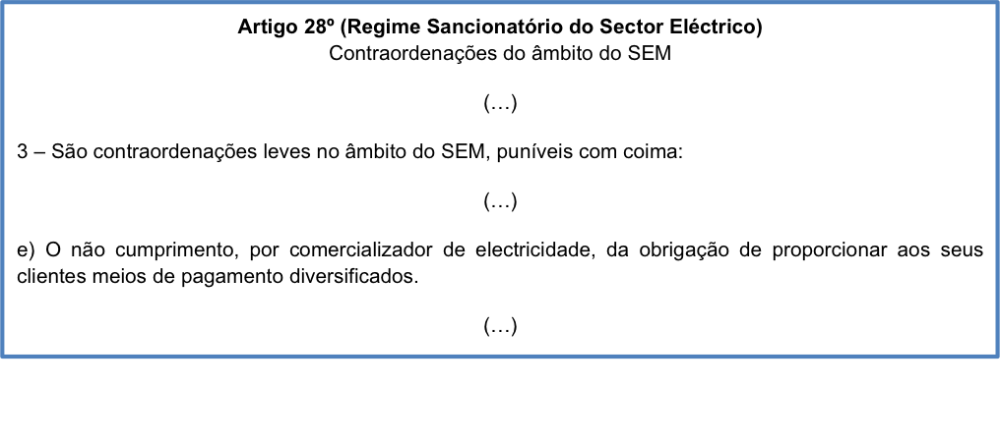 Artigo 28º (Regime Sancionatório do Sector Eléctrico)
Contraordenações do âmbito do SEM
(…)
3 – São contraordenações leves no âmbito do SEM, puníveis com coima:
(…)
e) O não cumprimento, por comercializador de electricidade, da obrigação de proporcionar aos seus
clientes meios de pagamento diversificados.
(…)